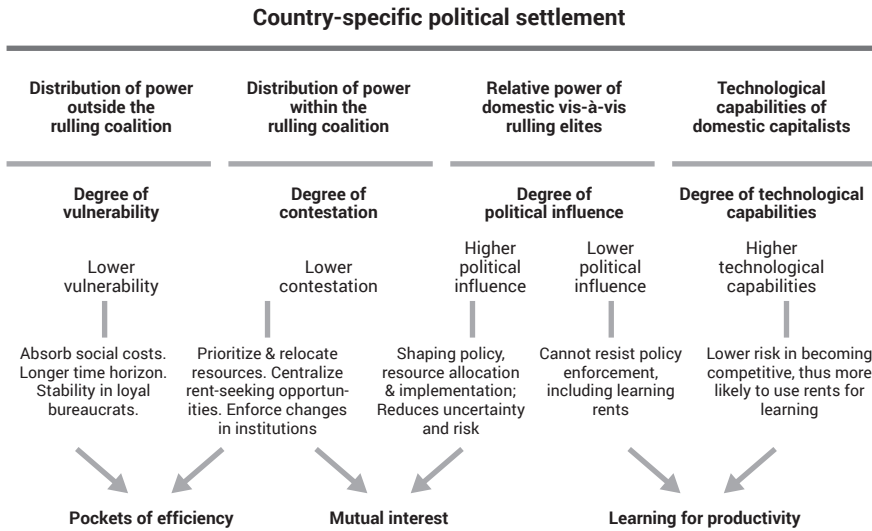 Country-specific political settlement
Distribution of power
outside the
rulling coalition
Distribution of power
within the
rulling coalition
Relative power of
domestic vis-à-vis
rulling elites
Technological
capabilities of
domestic capitalists
Degree of
vulnerability
Degree of
contestation
Degree of
political influence
Degree of technological
capabilities
Lower
vulnerability
Lower
contestation
Higher
political
influence
Lower
political
influence
Higher
technological
capabilities
Absorb social costs.
Longer time horizon.
Stability in loyal
bureaucrats.
Prioritize & relocate
resources. Centralize
rent-seeking opportun-
ities. Enforce changes
in institutions
Shaping policy,
resource allocation
& implementation;
Reduces uncertainty
and risk
Cannot resist policy
enforcement,
including learning
rents
Lower risk in becoming
competitive, thus more
likely to use rents for
learning
Pockets of efficiency
Mutual interest
Learning for productivity